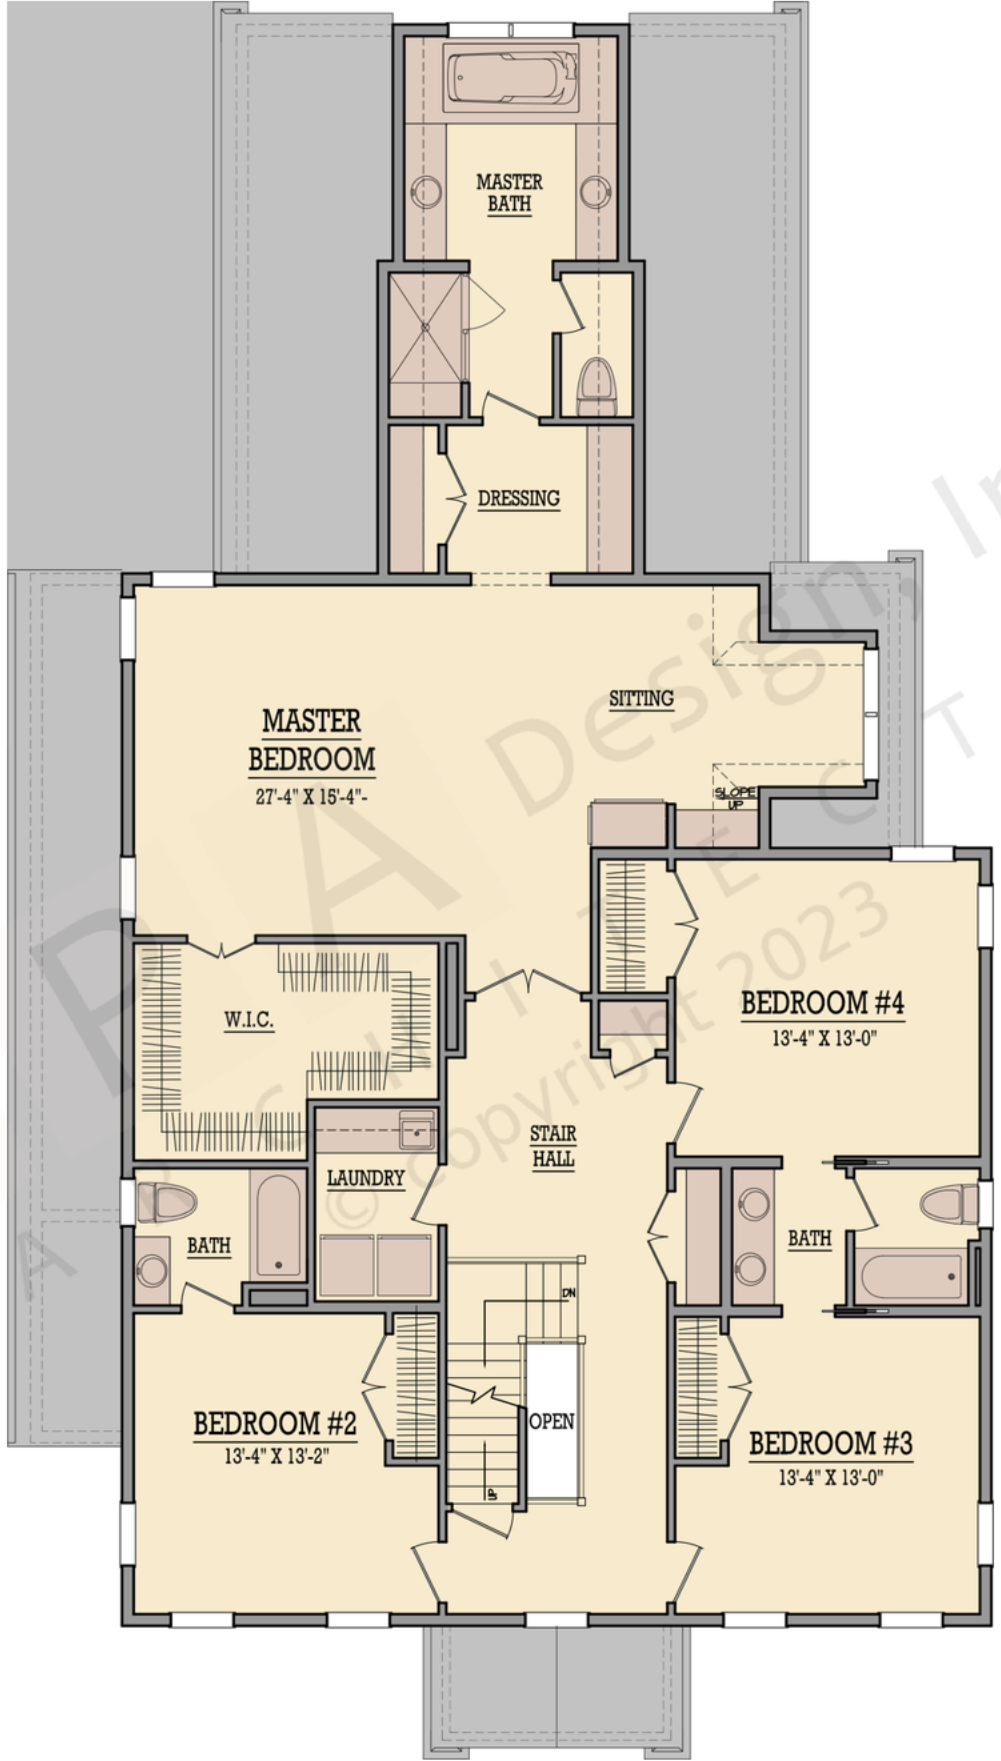 MASTER
BATH
DRESSING
SITTING
MASTER
BEDROOM
27'-4" X 15'-4"-
SLOPE
UP
W.I.C.
BEDROOM #4
13'-4" X 13'-0"
STAIR
HALL
LAUNDRY
BATH
BATH
DN
OPEN
BEDROOM #2
13'-4" X 13'-2"
BEDROOM #3
13'-4" X 13'-0"
UP
P A Design, In
A R C H I T E C T
© Copyright 2023